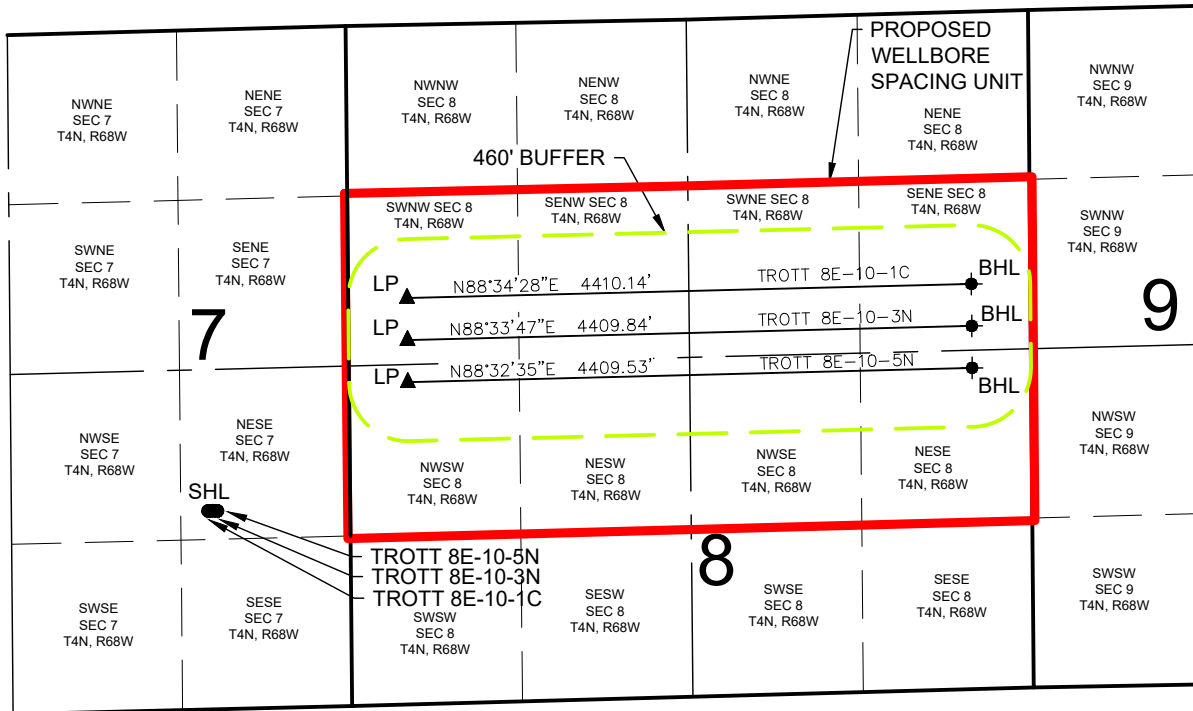 PROPOSED
WELLBORE
SPACING UNIT
NWNE
SEC 7
T4N, R68W
NENE
SEC 7
T4N, R68W
NWNW
SEC 8
T4N, R68W
NENW
SEC 8
T4N, R68W
NWNE
SEC 8
T4N, R68W
NENE
SEC 8
T4N, R68W
NWNW
SEC 9
T4N, R68W
460' BUFFER
SWNW SEC 8
T4N, R68W
SENW SEC 8
T4N, R68W
SWNE SEC 8
T4N, R68W
SENE SEC 8
T4N, R68W
SWNE
SEC 7
T4N, R68W
SENE
SEC 7
T4N, R68W
SWNW
SEC 9
T4N, R68W
7
9
LP N88°34'28"E 4410.14' TROTT 8E-10-1C BHL
LP N88°33'47"E 4409.84' TROTT 8E-10-3N BHL
LP N88°32'35"E 4409.53' TROTT 8E-10-5N BHL
NWSE
SEC 7
T4N, R68W
NESE
SEC 7
T4N, R68W
NWSW
SEC 8
T4N, R68W
NESW
SEC 8
T4N, R68W
NWSE
SEC 8
T4N, R68W
NESE
SEC 8
T4N, R68W
NWSW
SEC 9
T4N, R68W
SHL
8
TROTT 8E-10-5N
TROTT 8E-10-3N
TROTT 8E-10-1C
SWSE
SEC 7
T4N, R68W
SESE
SEC 7
T4N, R68W
SWSW
SEC 8
T4N, R68W
SESW
SEC 8
T4N, R68W
SWSE
SEC 8
T4N, R68W
SESE
SEC 8
T4N, R68W
SWSW
SEC 9
T4N, R68W